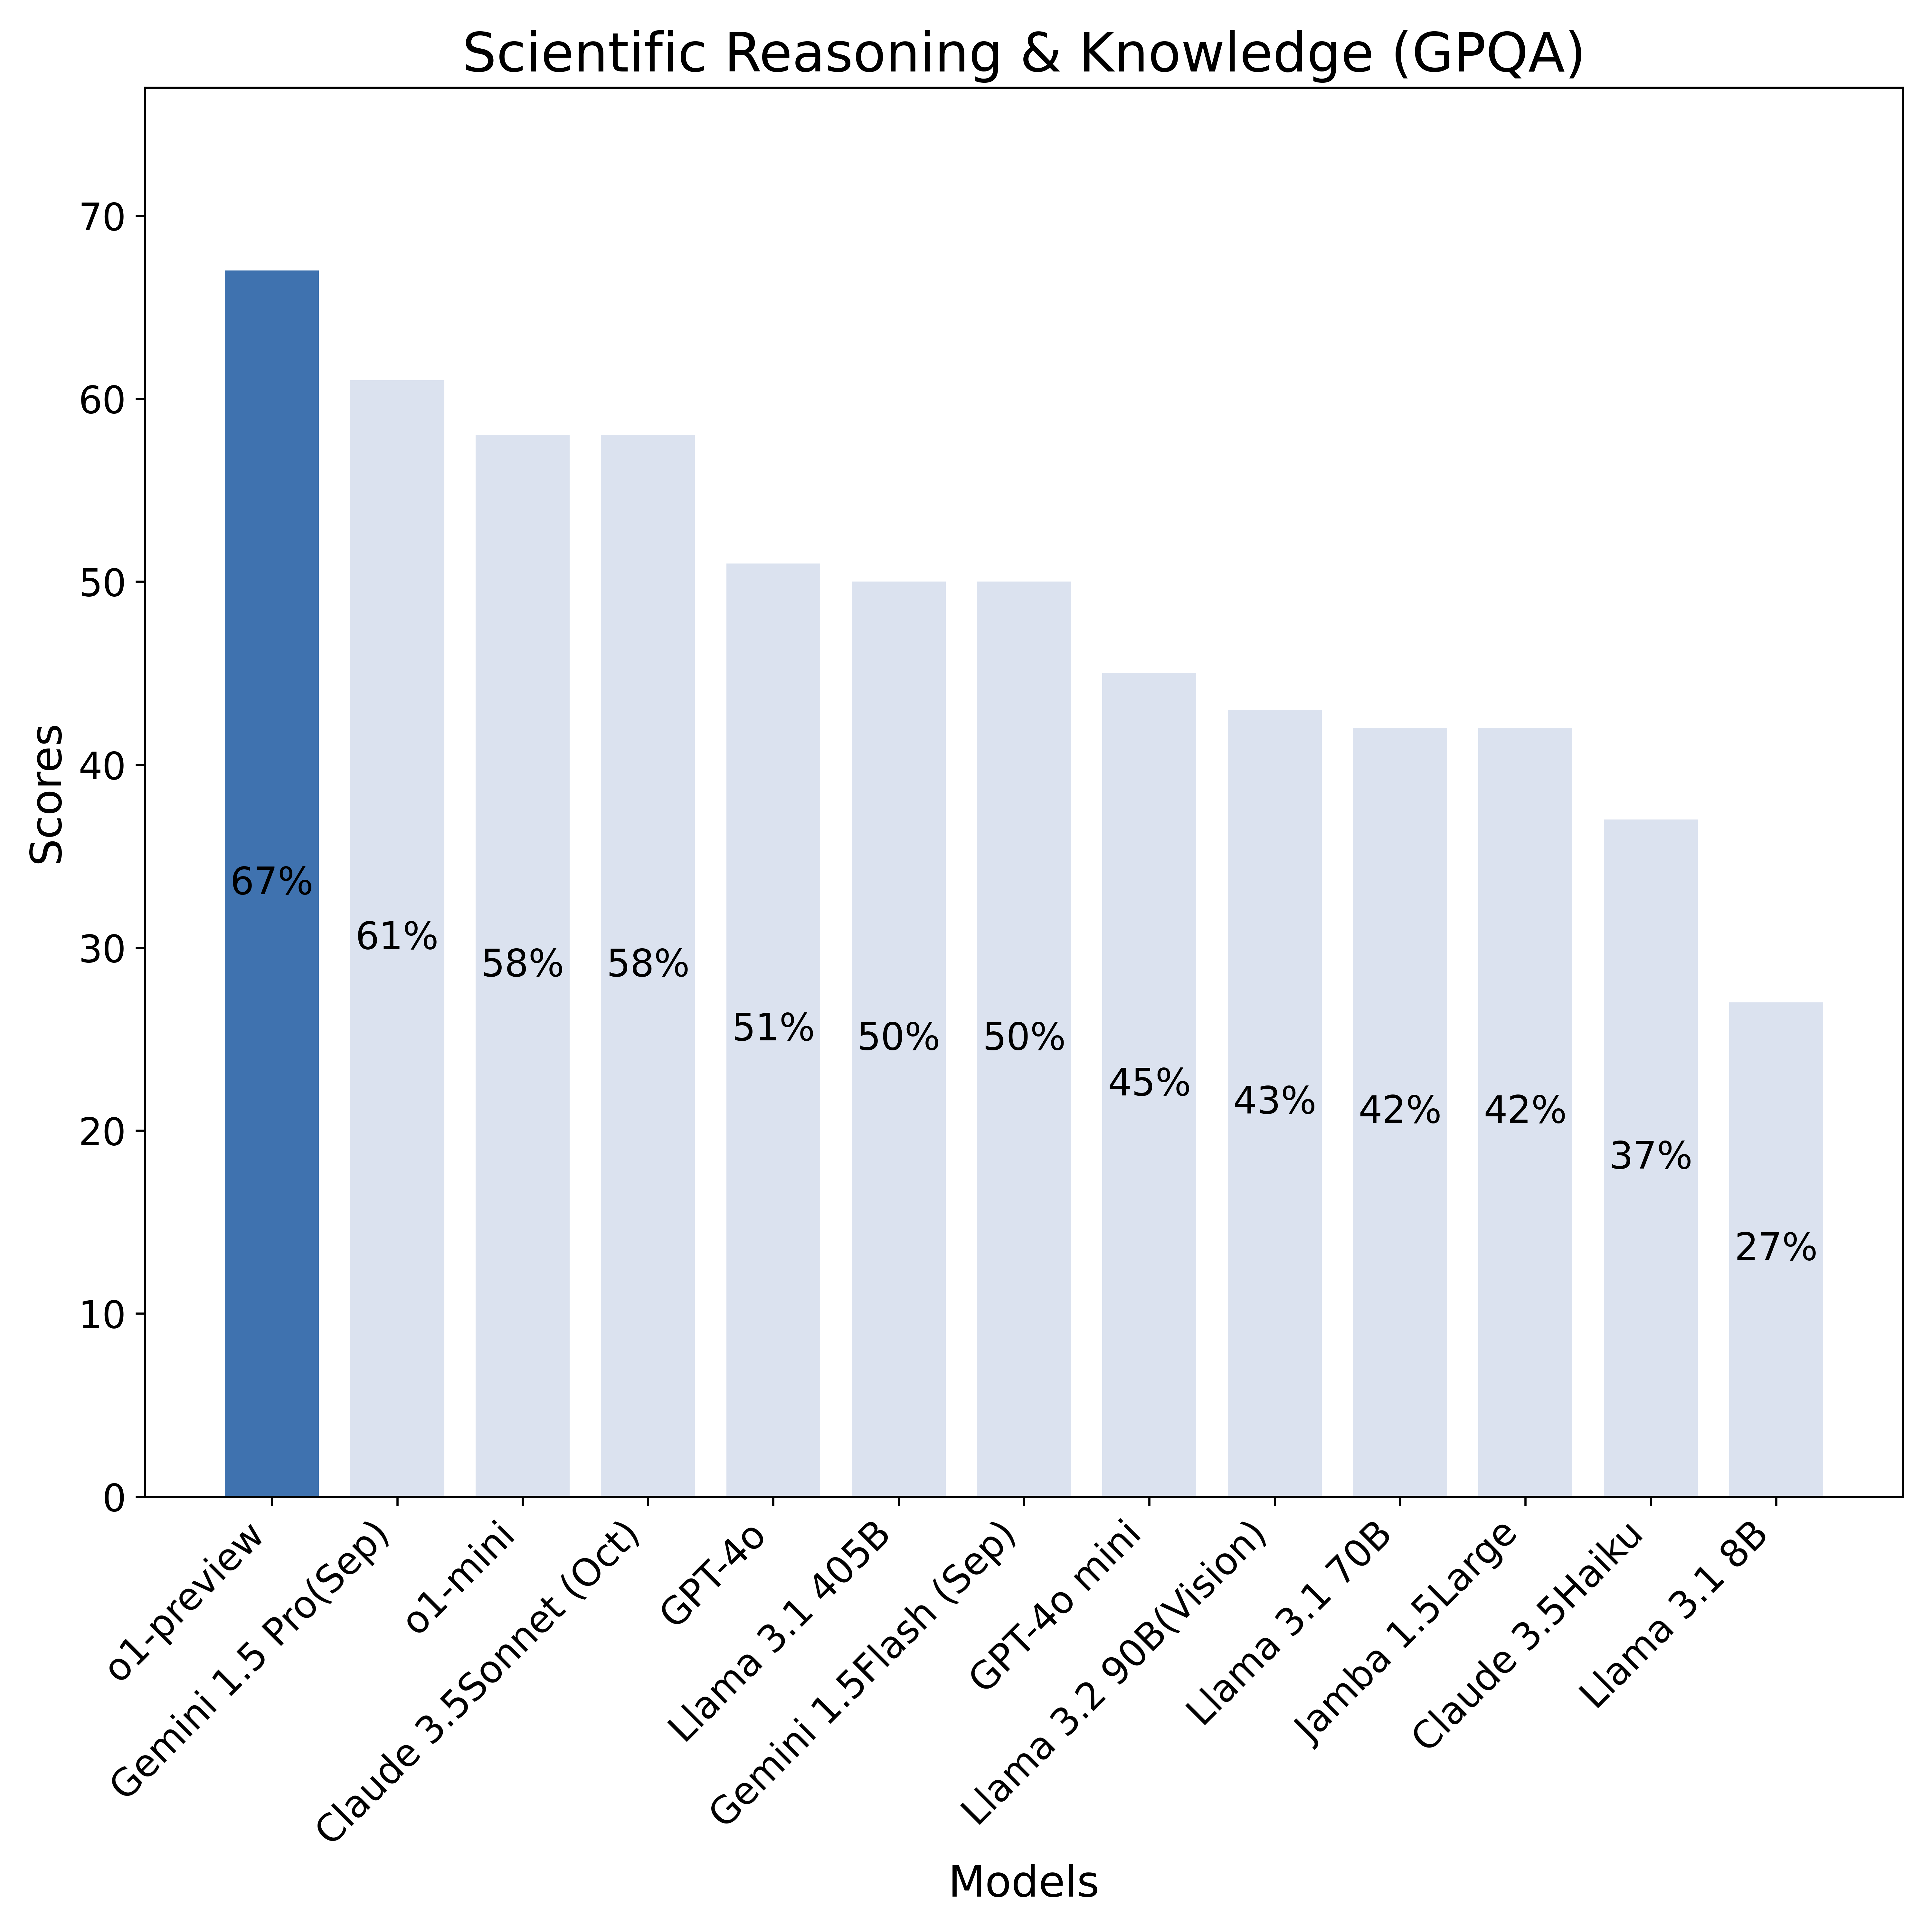 Scientific Reasoning & Knowledge (GPQA)
Scores
70
60
50
40
30
20
10
0
67%
61%
58%
58%
51%
50%
50%
45%
43%
42%
42%
37%
27%
o1-preview
Gemini 1.5 Pro(Sep)
o1-mini
Claude 3.5Sonnet (Oct)
GPT-4o
Llama 3.1 405B
Gemini 1.5Flash (Sep)
GPT-4o mini
Llama 3.2 90B(Vision)
Llama 3.1 70B
Jamba 1.5Large
Claude 3.5Haiku
Llama 3.1 8B
Models